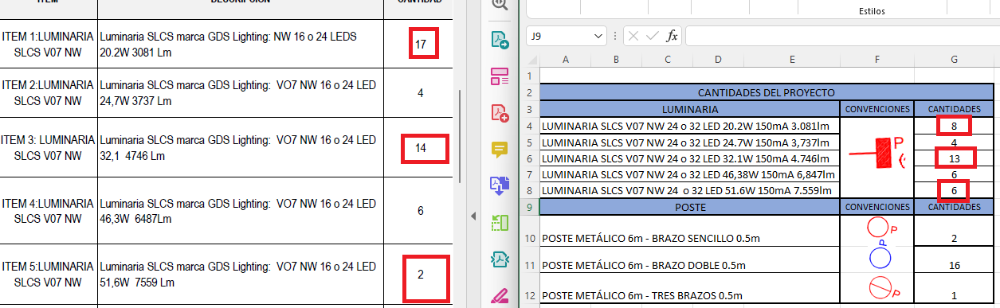 ITEM DESCRIPCION CANTIDAD
ITEM 1:LUMINARIA SLCS V07 NW
Luminaria SLCS marca GDS Lighting: NW 16 o 24 LEDS
20.2W 3081 Lm
17
ITEM 2:LUMINARIA SLCS V07 NW
Luminaria SLCS marca GDS Lighting: VO7 NW 16 o 24 LED
24,7W 3737 Lm
4
ITEM 3: LUMINARIA SLCS V07 NW
Luminaria SLCS marca GDS Lighting: VO7 NW 16 o 24 LED
32,1 4746 Lm
14
ITEM 4:LUMINARIA SLCS V07 NW
Luminaria SLCS marca GDS Lighting: VO7 NW 16 o 24 LED
46,3W 6487Lm
6
ITEM 5:LUMINARIA SLCS V07 NW
Luminaria SLCS marca GDS Lighting: VO7 NW 16 o 24 LED
51,6W 7559 Lm
2
Estilos
J9 fx
A B C D E F G
1
2 CANTIDADES DEL PROYECTO
3 LUMINARIA CONVENCIONES CANTIDADES
4 LUMINARIA SLCS V07 NW 24 o 32 LED 20.2W 150mA 3.081lm 8
5 LUMINARIA SLCS V07 NW 24 o 32 LED 24.7W 150mA 3,737lm 4
P
6 LUMINARIA SLCS V07 NW 24 o 32 LED 32.1W 150mA 4.746lm 13
7 LUMINARIA SLCS V07 NW 24 o 32 LED 46,38W 150mA 6,847lm 6
8 LUMINARIA SLCS V07 NW 24 o 32 LED 51.6W 150mA 7.559lm 6
9 POSTE CONVENCIONES CANTIDADES
10 POSTE METÁLICO 6m - BRAZO SENCILLO 0.5m P 2
11 POSTE METÁLICO 6m - BRAZO DOBLE 0.5m P 16
12 POSTE METÁLICO 6m - TRES BRAZOS 0.5m P 1